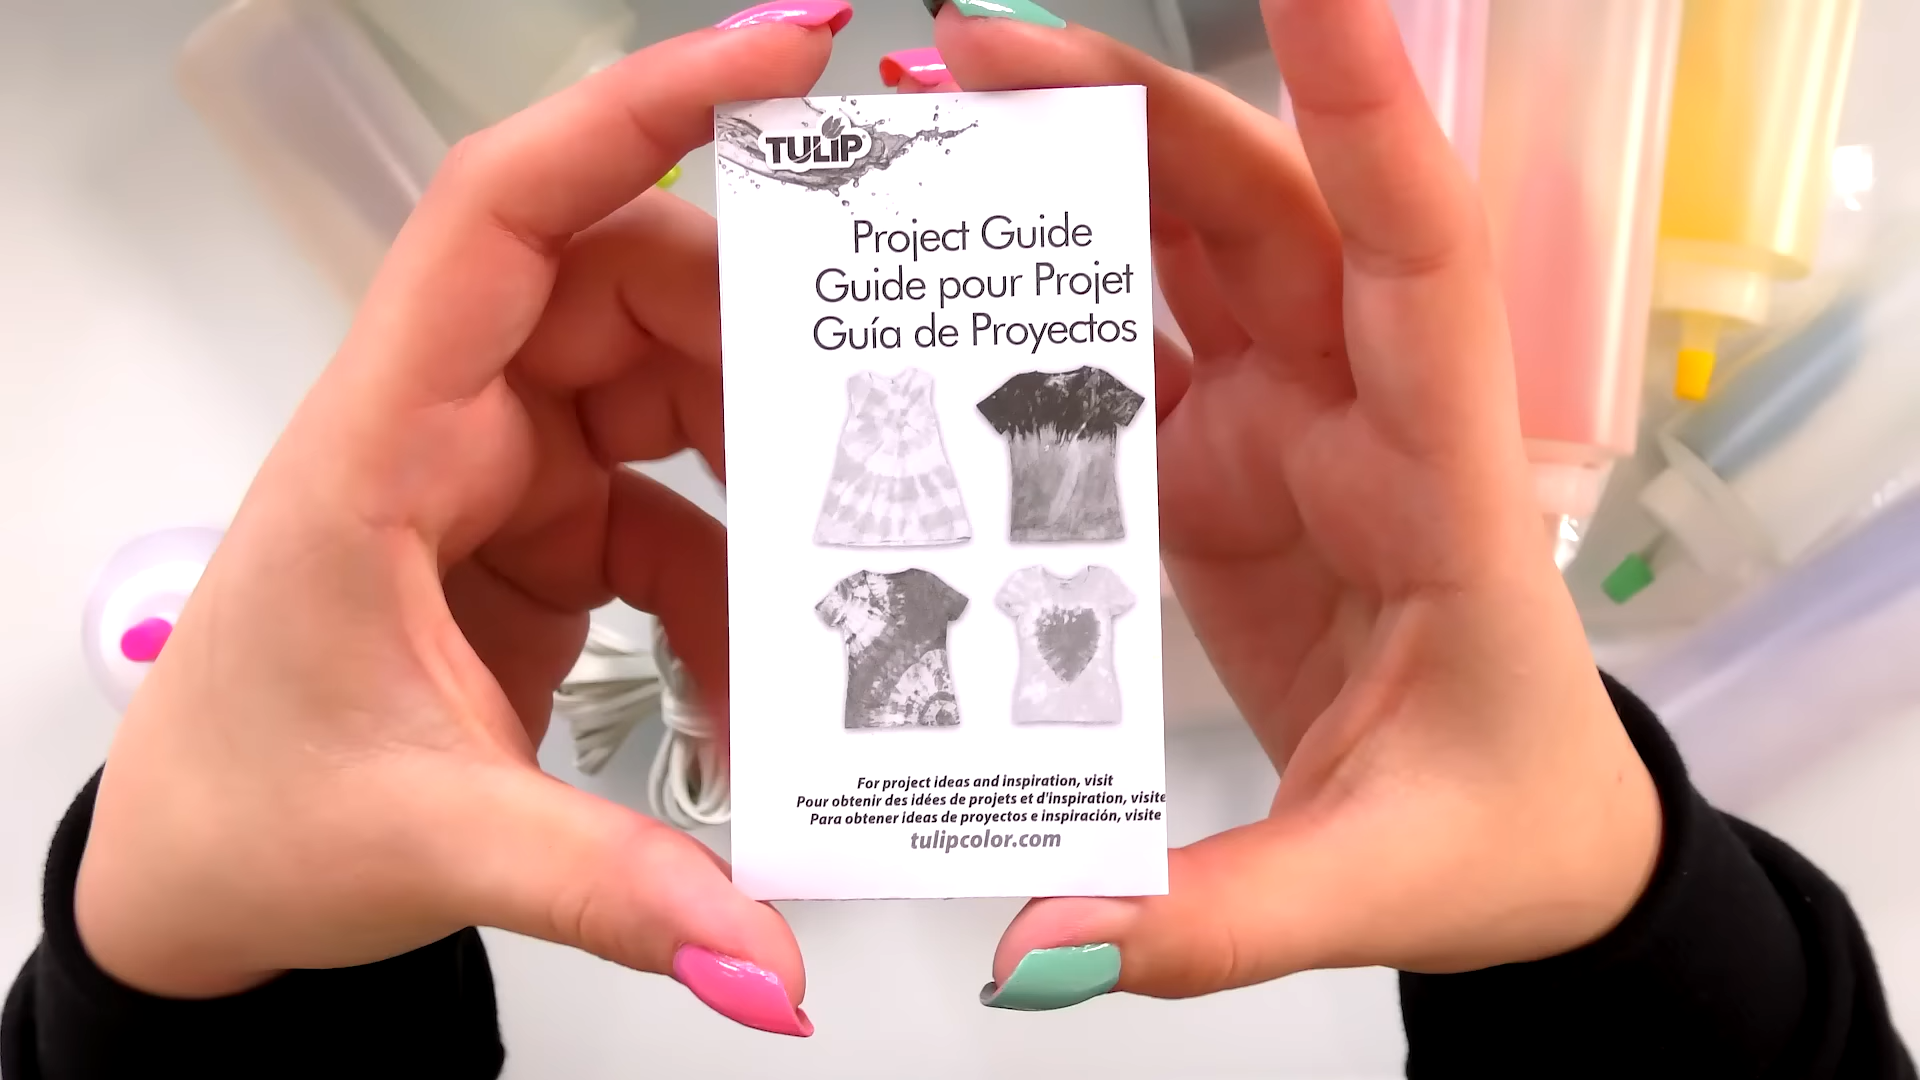 TULIP
Project Guide
Guide pour Projet
Guía de Proyectos
For project ideas and inspiration, visit
Pour obtenir des idées de projets et d'inspiration, visite
Para obtener ideas de proyectos e inspiración, visite
tulipcolor.com